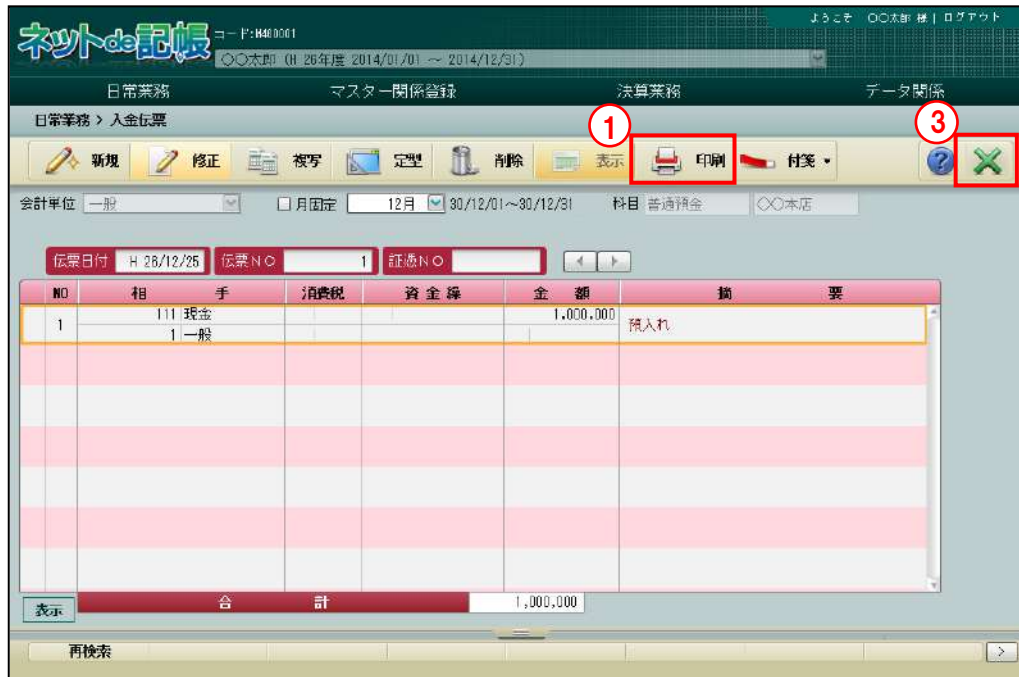 ようこそ 〇〇太郎 様 | ログアウト
ネットde記帳 コード:H4G0001
〇〇太郎 (H 26年度 2014/01/01 ～ 2014/12/31)
日常業務 マスター関係登録 決算業務 データ関係
日常業務 > 入金伝票
① ③
新規 修正 複写 定型 削除 表示 印刷 付箋 ?
会計単位 一般 月固定 12月 30/12/01～30/12/31 科目 普通預金 〇〇本店
伝票日付 H 26/12/25 伝票NO 1 証憑NO
NO 相手 消費税 資金繰 金額 摘要
1 111 現金 1,000,000 預入れ
1 一般
表示 合計 1,000,000
再検索